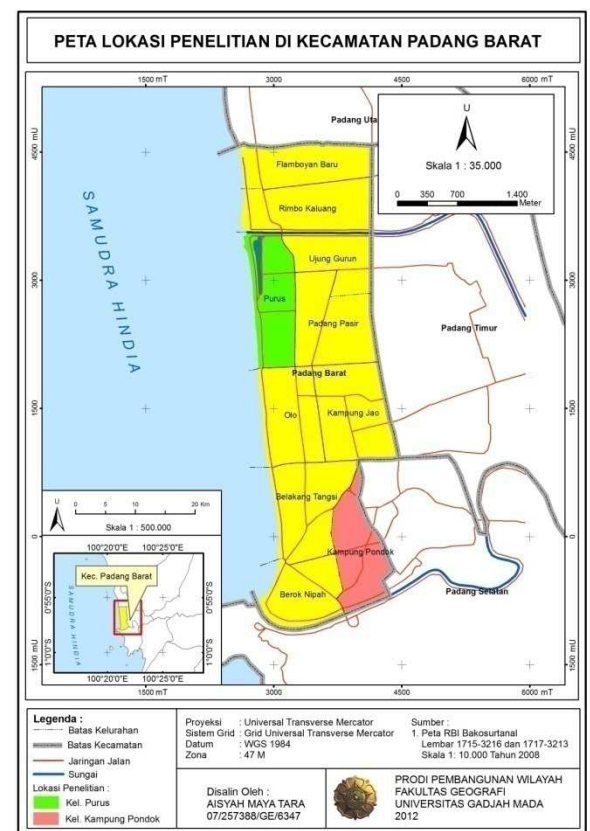 PETA LOKASI PENELITIAN DI KECAMATAN PADANG BARAT
1500 mT
3000
4500
6000 mT
4500 mU
3000
1500
0
1500 mU
4500 mU
3000
1500
0
1500 mU
U
Skala 1 : 35.000
0 350 700 1.400
Meter
Padang Uta
Flamboyan Baru
Rimbo Kaluang
SAMUDRA HINDIA
Ujung Gurun
Purus
Padang Pasir
Padang Timur
Padang Barat
Olo
Kampung Jao
Belakang Tangsi
Kampung Pondok
Berok Nipah
Padang Selatan
U
0 5 10 20 Km
Skala 1 : 500.000
100°20'0"E 100°25'0"E
Kec. Padang Barat
SAMUDRA HINDIA
0°55'0"S
1°0'0"S
0°55'0"S
1°0'0"S
100°20'0"E 100°25'0"E
1500 mT
3000
4500
6000 mT
Legenda :
Batas Kelurahan
Batas Kecamatan
Jaringan Jalan
Sungai
Lokasi Penelitian :
Kel. Purus
Kel. Kampung Pondok
Proyeksi : Universal Transverse Mercator
Sistem Grid : Grid Universal Transverse Mercator
Datum : WGS 1984
Zona : 47 M
Sumber :
1. Peta RBI Bakosurtanal
Lembar 1715-3216 dan 1717-3213
Skala 1: 10.000 Tahun 2008
Disalin Oleh :
AISYAH MAYA TARA
07/257388/GE/6347
PRODI PEMBANGUNAN WILAYAH
FAKULTAS GEOGRAFI
UNIVERSITAS GADJAH MADA
2012